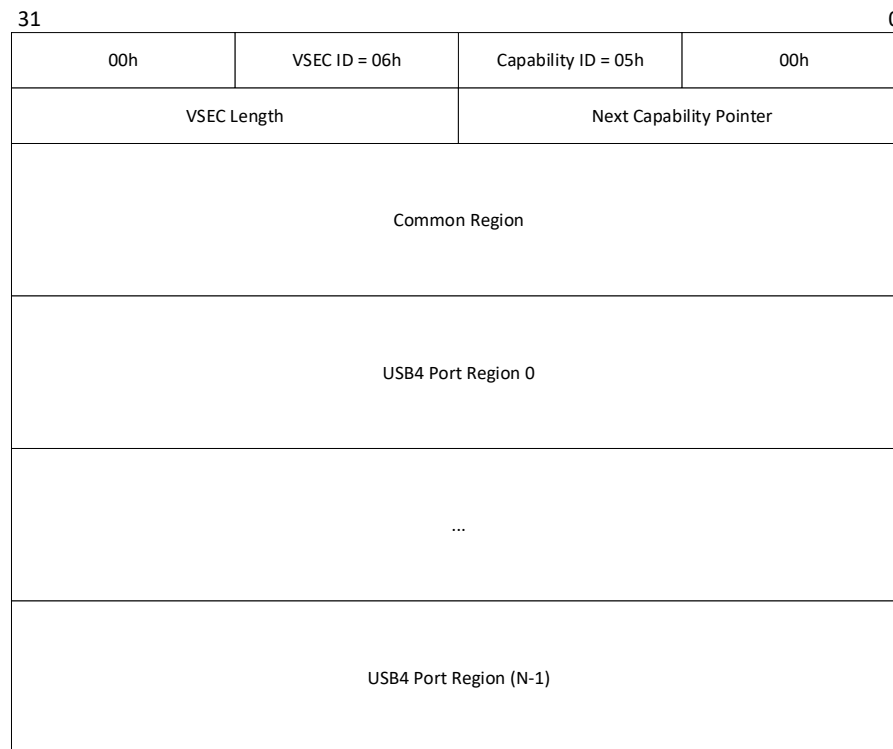 31 0
00h VSEC ID = 06h Capability ID = 05h 00h
VSEC Length Next Capability Pointer
Common Region
USB4 Port Region 0
...
USB4 Port Region (N-1)